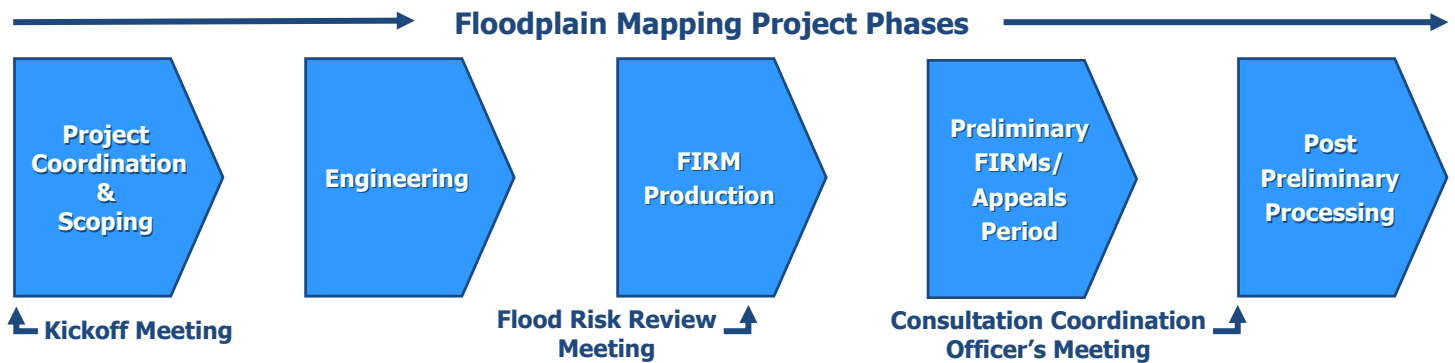 Floodplain Mapping Project Phases
Project
Coordination
&
Scoping
Engineering
FIRM
Production
Preliminary
FIRMs/
Appeals
Period
Post
Preliminary
Processing
Kickoff Meeting
Flood Risk Review
Meeting
Consultation Coordination
Officer's Meeting